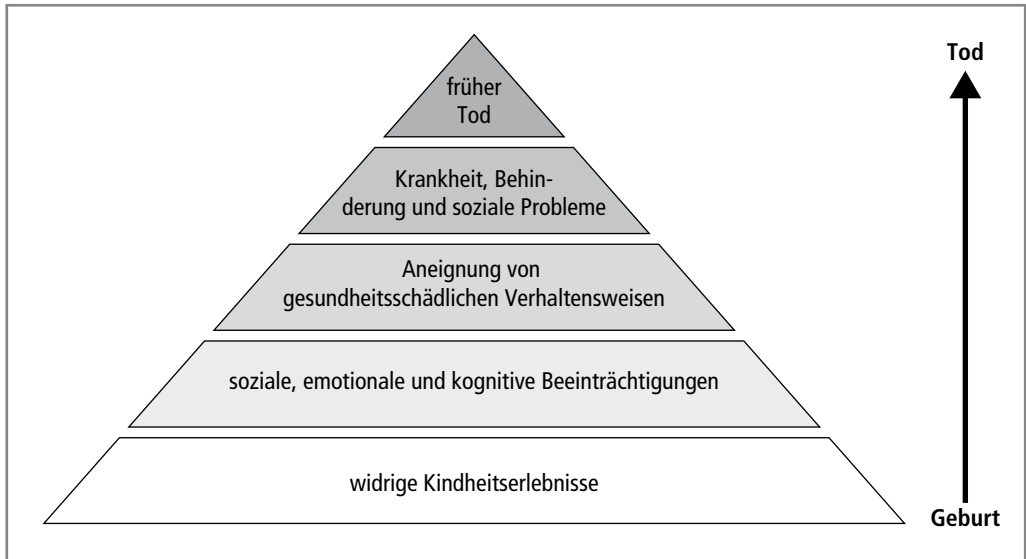 früher
Tod
Krankheit, Behin-
derung und soziale Probleme
Aneignung von
gesundheitsschädlichen Verhaltensweisen
soziale, emotionale und kognitive Beeinträchtigungen
widrige Kindheitserlebnisse
Tod
Geburt